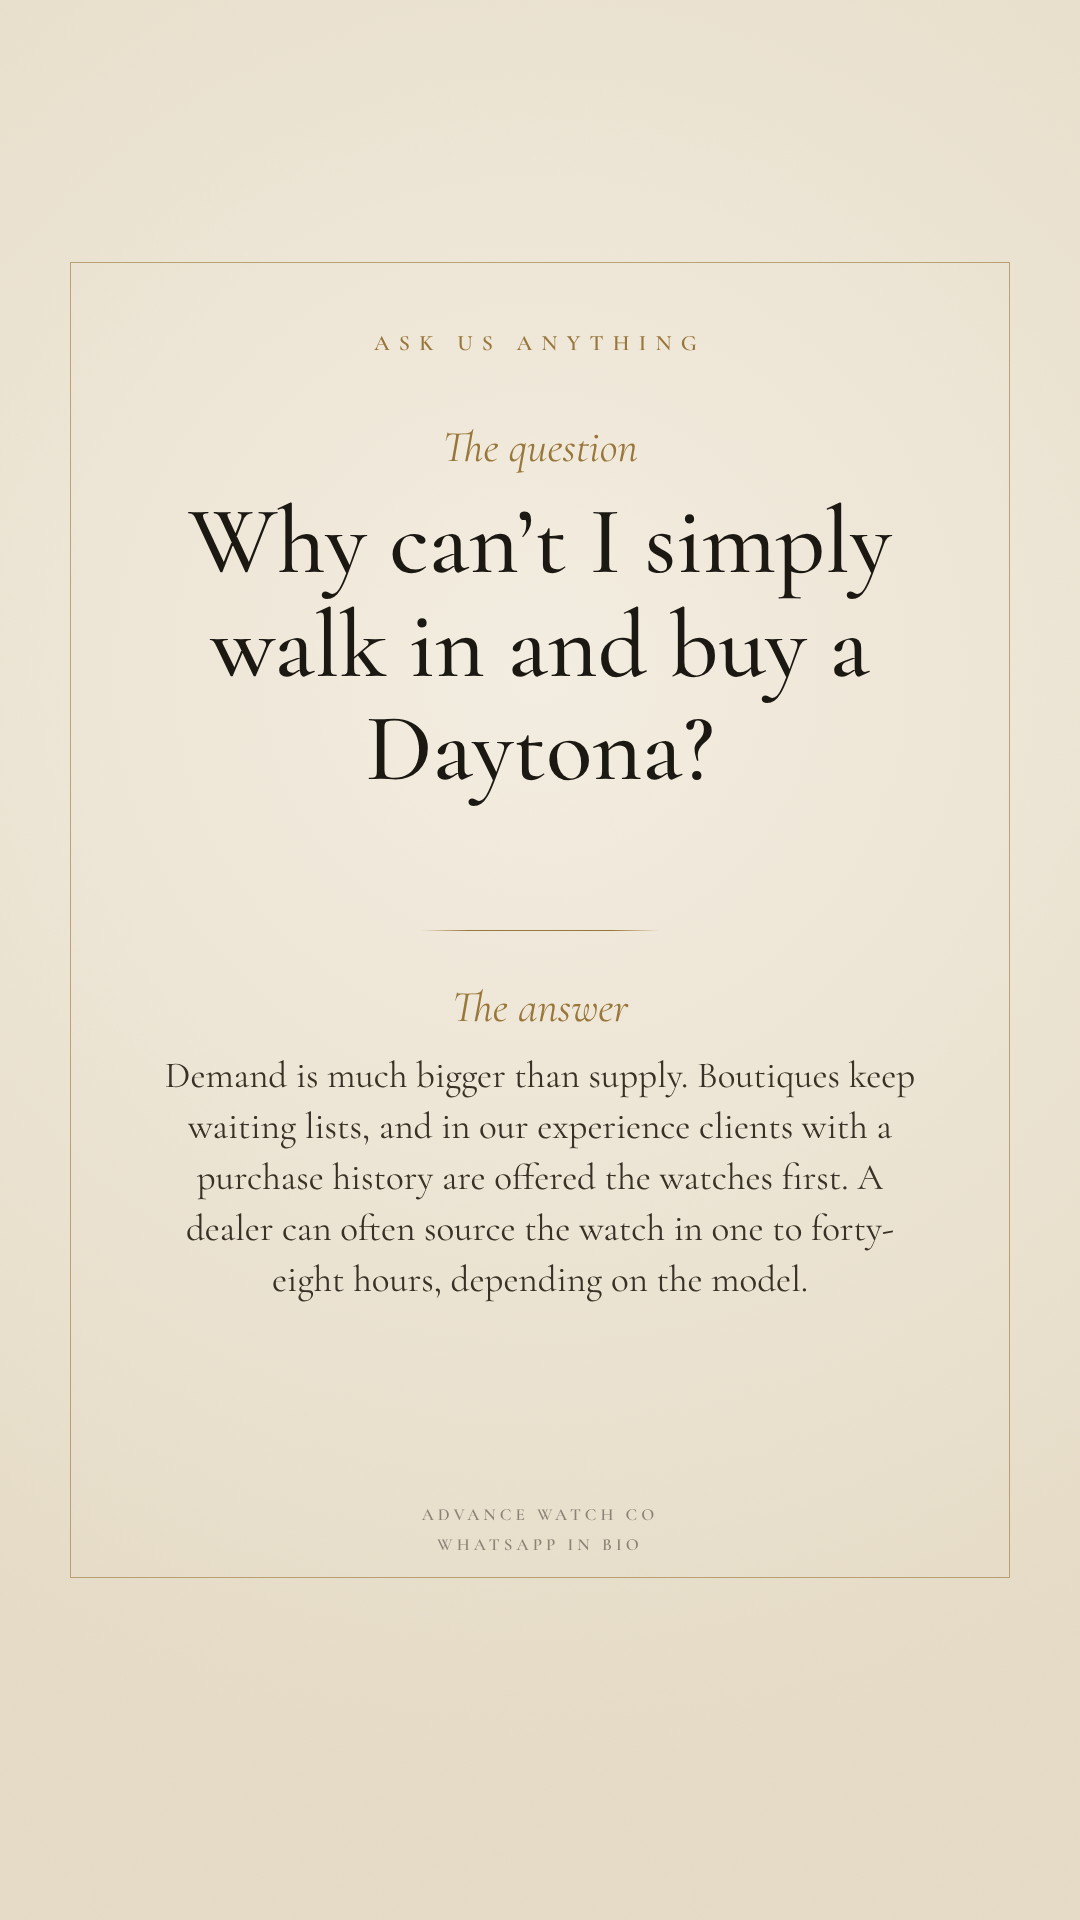 ASK US ANYTHING
The question
Why can’t I simply
walk in and buy a
Daytona?
The answer
Demand is much bigger than supply. Boutiques keep
waiting lists, and in our experience clients with a
purchase history are offered the watches first. A
dealer can often source the watch in one to forty-
eight hours, depending on the model.
ADVANCE WATCH CO
WHATSAPP IN BIO